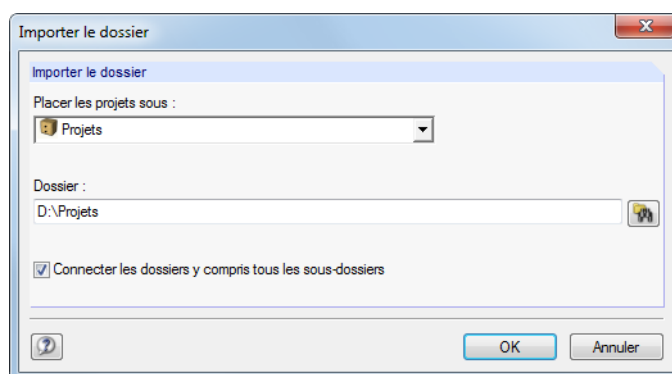 Importer le dossier
Importer le dossier
Placer les projets sous :
Projets
Dossier :
D:\Projets
Connecter les dossiers y compris tous les sous-dossiers
OK
Annuler